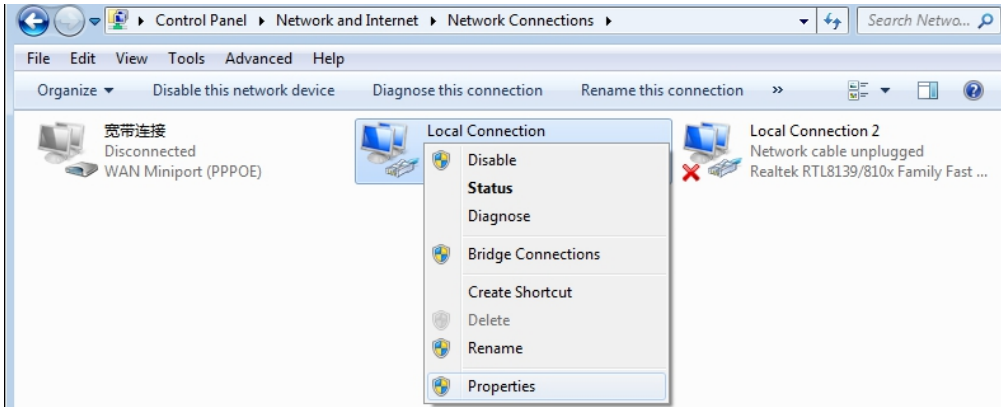 Control Panel ▸ Network and Internet ▸ Network Connections ▸
Search Netwo...
File Edit View Tools Advanced Help
Organize Disable this network device Diagnose this connection Rename this connection »
宽带连接
Disconnected
WAN Miniport (PPPOE)
Local Connection
Local Connection 2
Network cable unplugged
Realtek RTL8139/810x Family Fast ...
Disable
Status
Diagnose
Bridge Connections
Create Shortcut
Delete
Rename
Properties